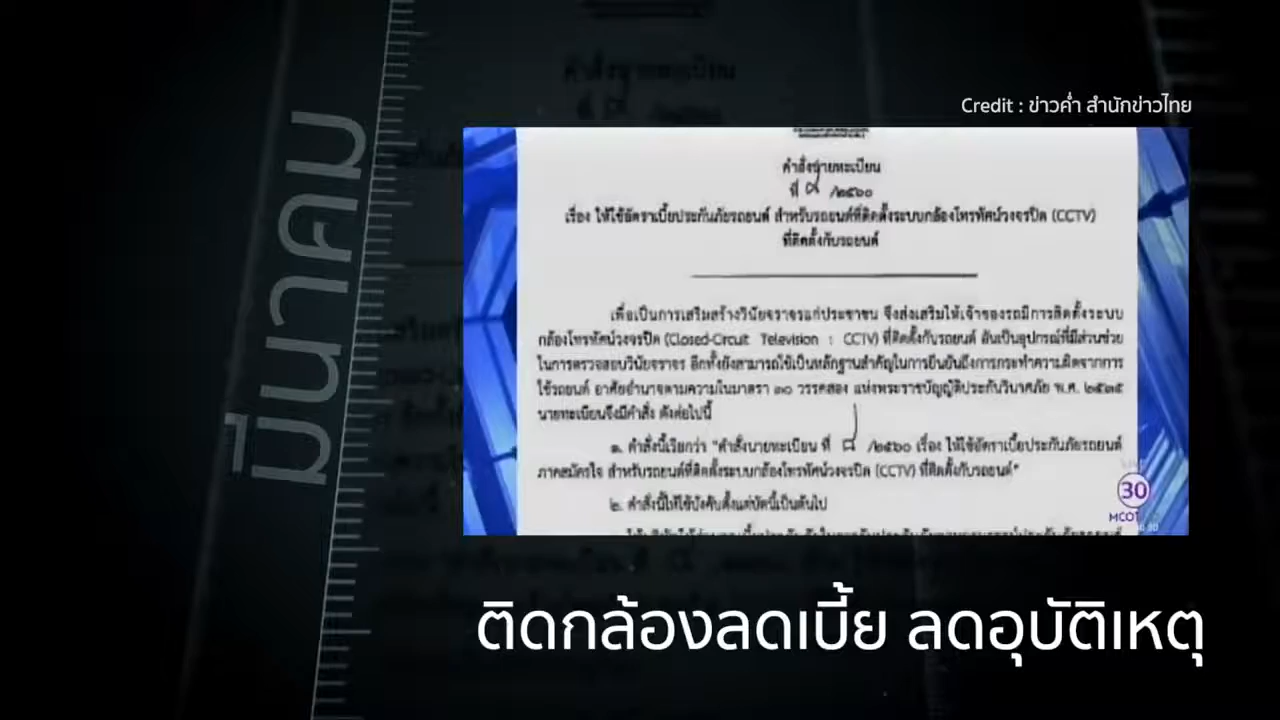 มีนาคม
Credit : ข่าวค่ำ สำนักข่าวไทย
คำสั่งนายทะเบียน
ที่ ๘ /๒๕๖๐
เรื่อง ให้ใช้อัตราเบี้ยประกันภัยรถยนต์ สำหรับรถยนต์ที่ติดตั้งระบบกล้องโทรทัศน์วงจรปิด (CCTV)
ที่ติดตั้งกับรถยนต์
เพื่อเป็นการเสริมสร้างวินัยจราจรแก่ประชาชน จึงส่งเสริมให้เจ้าของรถมีการติดตั้งระบบ
กล้องโทรทัศน์วงจรปิด (Closed-Circuit Television : CCTV) ที่ติดตั้งกับรถยนต์ อันเป็นอุปกรณ์ที่มีส่วนช่วย
ในการตรวจสอบวินัยจราจร อีกทั้งยังสามารถใช้เป็นหลักฐานสำคัญในการยืนยันถึงการกระทำความผิดจากการ
ใช้รถยนต์ อาศัยอำนาจตามความในมาตรา ๓๐ วรรคสอง แห่งพระราชบัญญัติประกันวินาศภัย พ.ศ. ๒๕๓๕
นายทะเบียนจึงมีคำสั่ง ดังต่อไปนี้
๑. คำสั่งนี้เรียกว่า "คำสั่งนายทะเบียน ที่ ๘ /๒๕๖๐ เรื่อง ให้ใช้อัตราเบี้ยประกันภัยรถยนต์
ภาคสมัครใจ สำหรับรถยนต์ที่ติดตั้งระบบกล้องโทรทัศน์วงจรปิด (CCTV) ที่ติดตั้งกับรถยนต์"
๒. คำสั่งนี้ให้ใช้บังคับตั้งแต่บัดนี้เป็นต้นไป
30
MCOT
ติดกล้องลดเบี้ย ลดอุบัติเหตุ